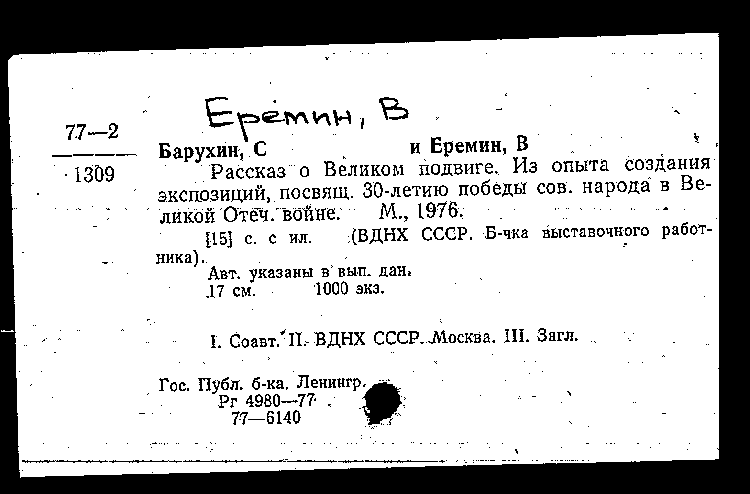 Еремин, В
77—2
1309
Барухин, С и Еремин, В
Рассказ о Великом подвиге. Из опыта создания
экспозиций, посвящ. 30-летию победы сов. народа в Ве-
ликой Отеч. войне. М., 1976.
[15] с. с ил. (ВДНХ СССР. Б-чка выставочного работ-
ника).
Авт. указаны в вып. дан.
17 см. 1000 экз.
I. Соавт. II. ВДНХ СССР. Москва. III. Загл.
Гос. Публ. б-ка. Ленингр.
Рг 4980—77
77—6140